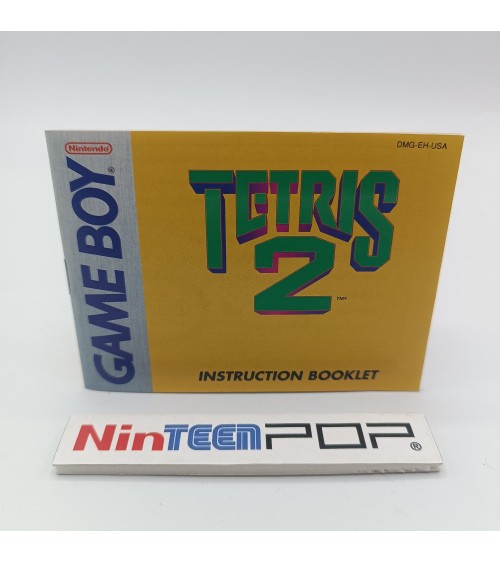 Nintendo
GAME BOY®
DMG-EH-USA
TETRIS
2
TM*
INSTRUCTION BOOKLET
NinTEENPOP®